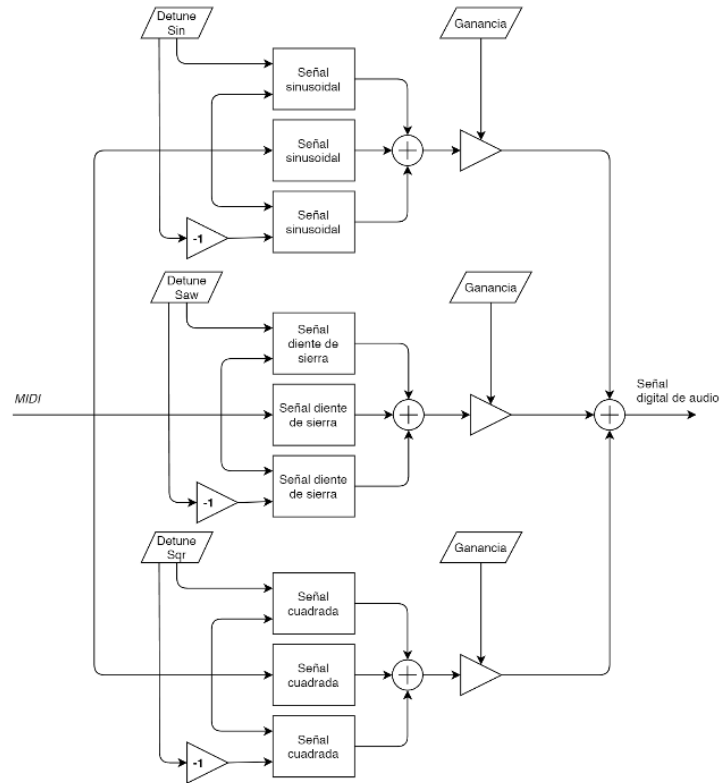 Detune
Sin
Ganancia
Señal
sinusoidal
Señal
sinusoidal
Señal
sinusoidal
-1
Detune
Saw
Ganancia
Señal
diente de
sierra
MIDI
Señal diente
de sierra
Señal
digital de audio
Señal diente
de sierra
-1
Detune
Sqr
Ganancia
Señal
cuadrada
Señal
cuadrada
Señal
cuadrada
-1